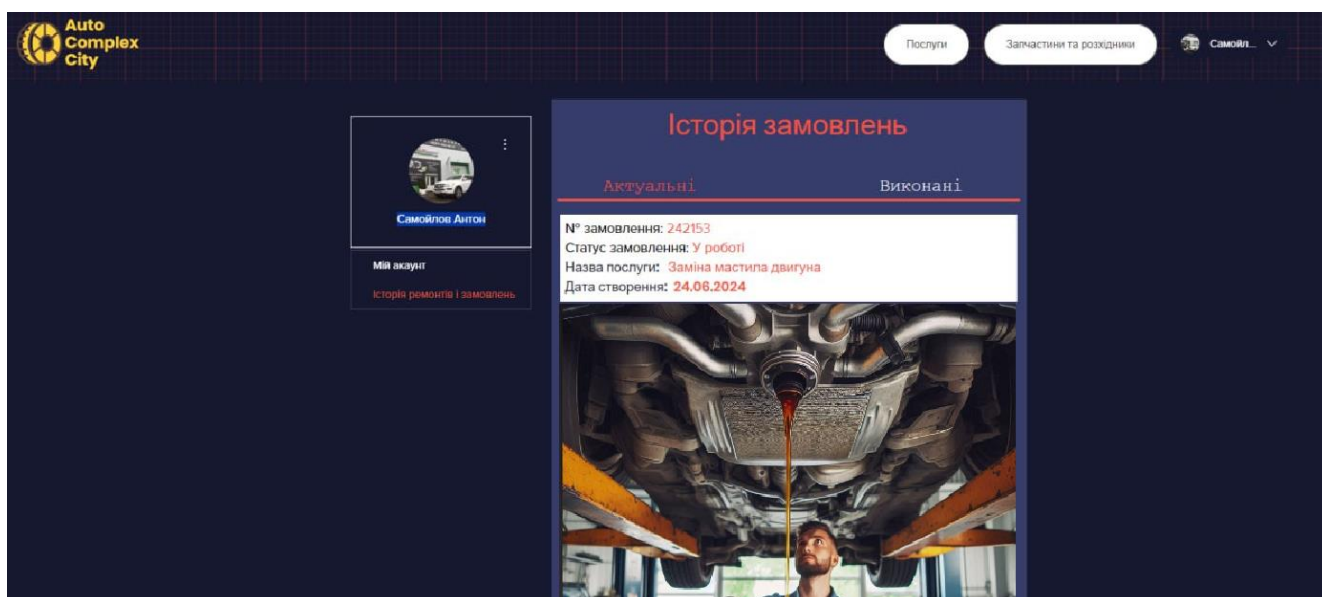 Auto
Complex
City
Послуги
Запчастини та розхідники
Самойл...
Самойлов Антон
Мій акаунт
Історія ремонтів і замовлень
Історія замовлень
Актуальні
Виконані
№ замовлення: 242153
Статус замовлення: У роботі
Назва послуги: Заміна мастила двигуна
Дата створення: 24.06.2024